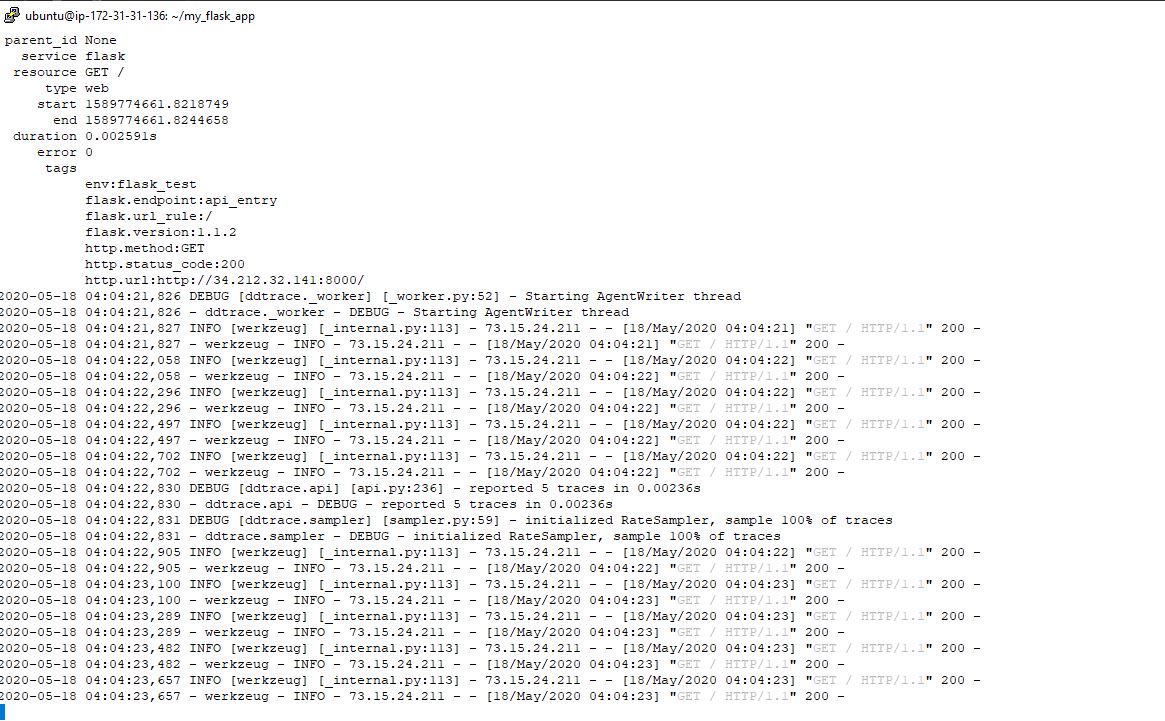 ubuntu@ip-172-31-31-136: ~/my_flask_app
parent_id None
service flask
resource GET /
type web
start 1589774661.8218749
end 1589774661.8244658
duration 0.002591s
error 0
tags
env:flask_test
flask.endpoint:api_entry
flask.url_rule:/
flask.version:1.1.2
http.method:GET
http.status_code:200
http.url:http://34.212.32.141:8000/
2020-05-18 04:04:21,826 DEBUG [ddtrace._worker] [_worker.py:52] - Starting AgentWriter thread
2020-05-18 04:04:21,826 - ddtrace._worker - DEBUG - Starting AgentWriter thread
2020-05-18 04:04:21,827 INFO [werkzeug] [_internal.py:113] - 73.15.24.211 - - [18/May/2020 04:04:21] "GET / HTTP/1.1" 200 -
2020-05-18 04:04:21,827 - werkzeug - INFO - 73.15.24.211 - - [18/May/2020 04:04:21] "GET / HTTP/1.1" 200 -
2020-05-18 04:04:22,058 INFO [werkzeug] [_internal.py:113] - 73.15.24.211 - - [18/May/2020 04:04:22] "GET / HTTP/1.1" 200 -
2020-05-18 04:04:22,058 - werkzeug - INFO - 73.15.24.211 - - [18/May/2020 04:04:22] "GET / HTTP/1.1" 200 -
2020-05-18 04:04:22,296 INFO [werkzeug] [_internal.py:113] - 73.15.24.211 - - [18/May/2020 04:04:22] "GET / HTTP/1.1" 200 -
2020-05-18 04:04:22,296 - werkzeug - INFO - 73.15.24.211 - - [18/May/2020 04:04:22] "GET / HTTP/1.1" 200 -
2020-05-18 04:04:22,497 INFO [werkzeug] [_internal.py:113] - 73.15.24.211 - - [18/May/2020 04:04:22] "GET / HTTP/1.1" 200 -
2020-05-18 04:04:22,497 - werkzeug - INFO - 73.15.24.211 - - [18/May/2020 04:04:22] "GET / HTTP/1.1" 200 -
2020-05-18 04:04:22,702 INFO [werkzeug] [_internal.py:113] - 73.15.24.211 - - [18/May/2020 04:04:22] "GET / HTTP/1.1" 200 -
2020-05-18 04:04:22,702 - werkzeug - INFO - 73.15.24.211 - - [18/May/2020 04:04:22] "GET / HTTP/1.1" 200 -
2020-05-18 04:04:22,830 DEBUG [ddtrace.api] [api.py:236] - reported 5 traces in 0.00236s
2020-05-18 04:04:22,830 - ddtrace.api - DEBUG - reported 5 traces in 0.00236s
2020-05-18 04:04:22,831 DEBUG [ddtrace.sampler] [sampler.py:59] - initialized RateSampler, sample 100% of traces
2020-05-18 04:04:22,831 - ddtrace.sampler - DEBUG - initialized RateSampler, sample 100% of traces
2020-05-18 04:04:22,905 INFO [werkzeug] [_internal.py:113] - 73.15.24.211 - - [18/May/2020 04:04:22] "GET / HTTP/1.1" 200 -
2020-05-18 04:04:22,905 - werkzeug - INFO - 73.15.24.211 - - [18/May/2020 04:04:22] "GET / HTTP/1.1" 200 -
2020-05-18 04:04:23,100 INFO [werkzeug] [_internal.py:113] - 73.15.24.211 - - [18/May/2020 04:04:23] "GET / HTTP/1.1" 200 -
2020-05-18 04:04:23,100 - werkzeug - INFO - 73.15.24.211 - - [18/May/2020 04:04:23] "GET / HTTP/1.1" 200 -
2020-05-18 04:04:23,289 INFO [werkzeug] [_internal.py:113] - 73.15.24.211 - - [18/May/2020 04:04:23] "GET / HTTP/1.1" 200 -
2020-05-18 04:04:23,289 - werkzeug - INFO - 73.15.24.211 - - [18/May/2020 04:04:23] "GET / HTTP/1.1" 200 -
2020-05-18 04:04:23,482 INFO [werkzeug] [_internal.py:113] - 73.15.24.211 - - [18/May/2020 04:04:23] "GET / HTTP/1.1" 200 -
2020-05-18 04:04:23,482 - werkzeug - INFO - 73.15.24.211 - - [18/May/2020 04:04:23] "GET / HTTP/1.1" 200 -
2020-05-18 04:04:23,657 INFO [werkzeug] [_internal.py:113] - 73.15.24.211 - - [18/May/2020 04:04:23] "GET / HTTP/1.1" 200 -
2020-05-18 04:04:23,657 - werkzeug - INFO - 73.15.24.211 - - [18/May/2020 04:04:23] "GET / HTTP/1.1" 200 -